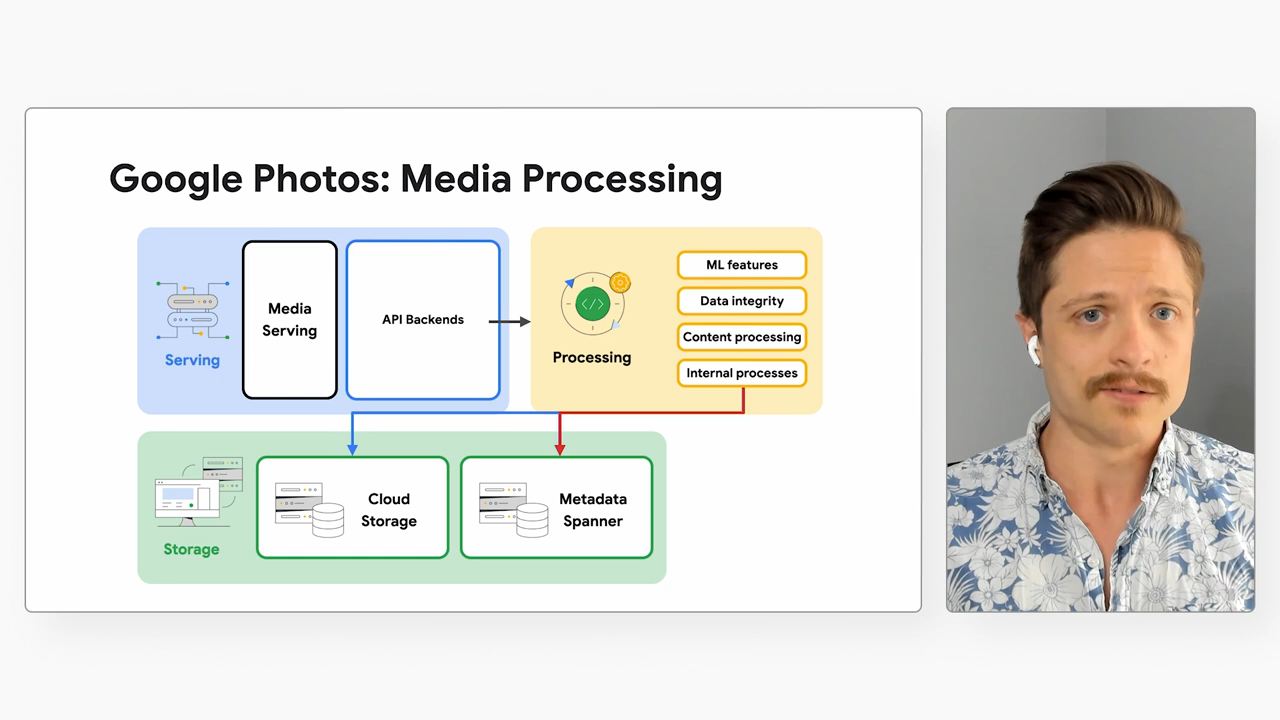 Google Photos: Media Processing
Serving
Media
Serving
API Backends
Processing
ML features
Data integrity
Content processing
Internal processes
Storage
Cloud
Storage
Metadata
Spanner